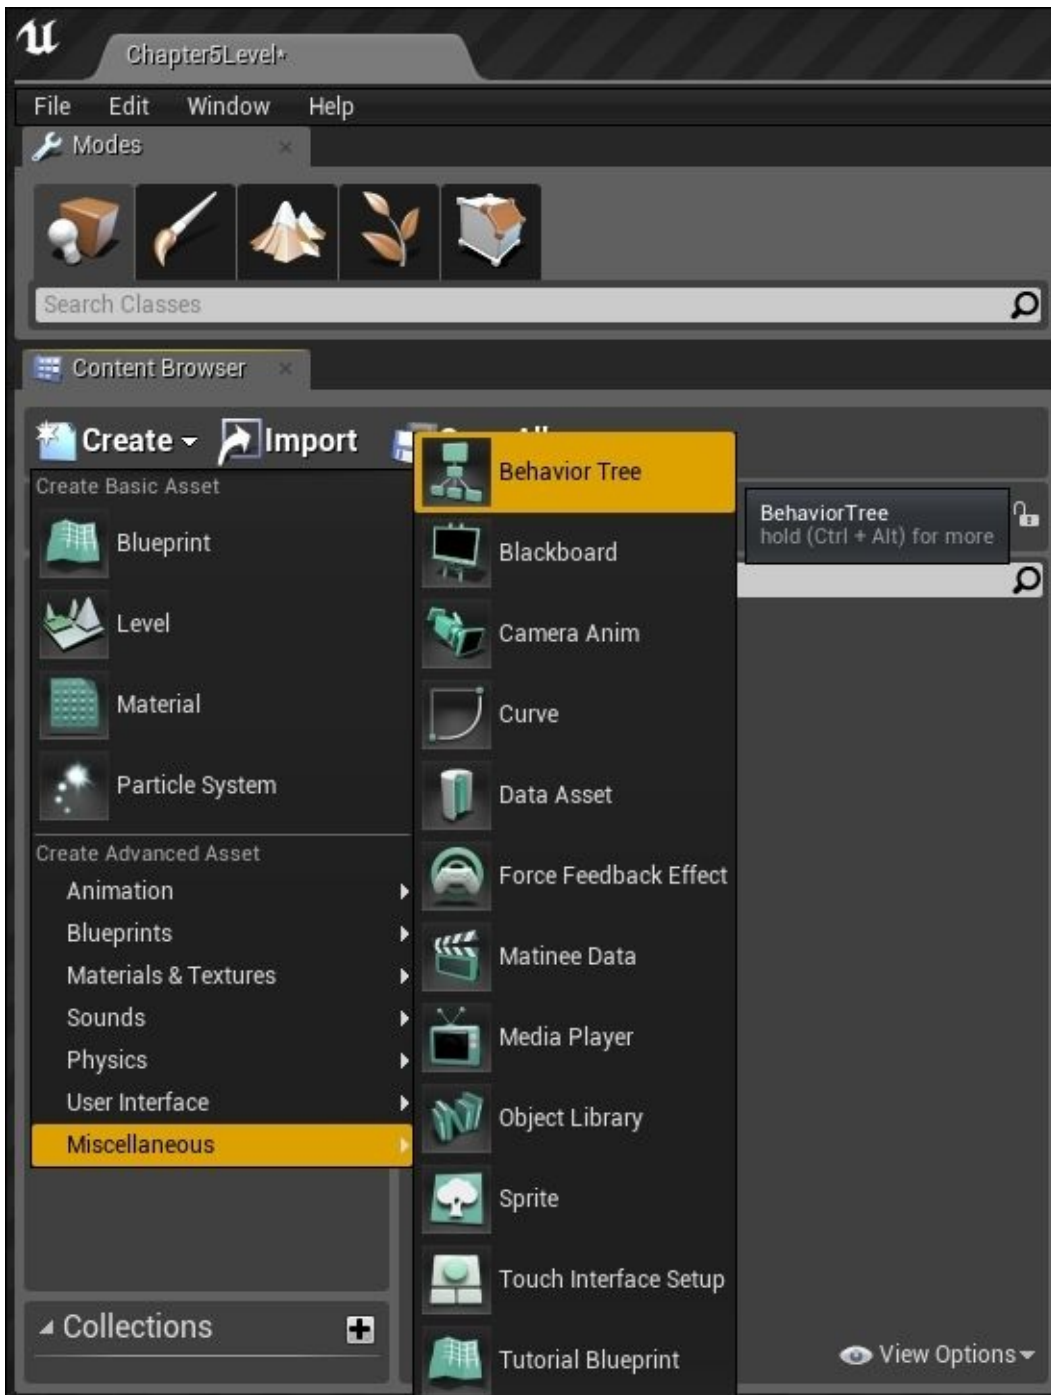 Chapter5Level*
File Edit Window Help
Modes
Search Classes
Content Browser
Create Import
Create Basic Asset
Blueprint
Level
Material
Particle System
Create Advanced Asset
Animation
Blueprints
Materials & Textures
Sounds
Physics
User Interface
Miscellaneous
Behavior Tree
Blackboard
Camera Anim
Curve
Data Asset
Force Feedback Effect
Matinee Data
Media Player
Object Library
Sprite
Touch Interface Setup
Tutorial Blueprint
BehaviorTree
hold (Ctrl + Alt) for more
Collections
View Options